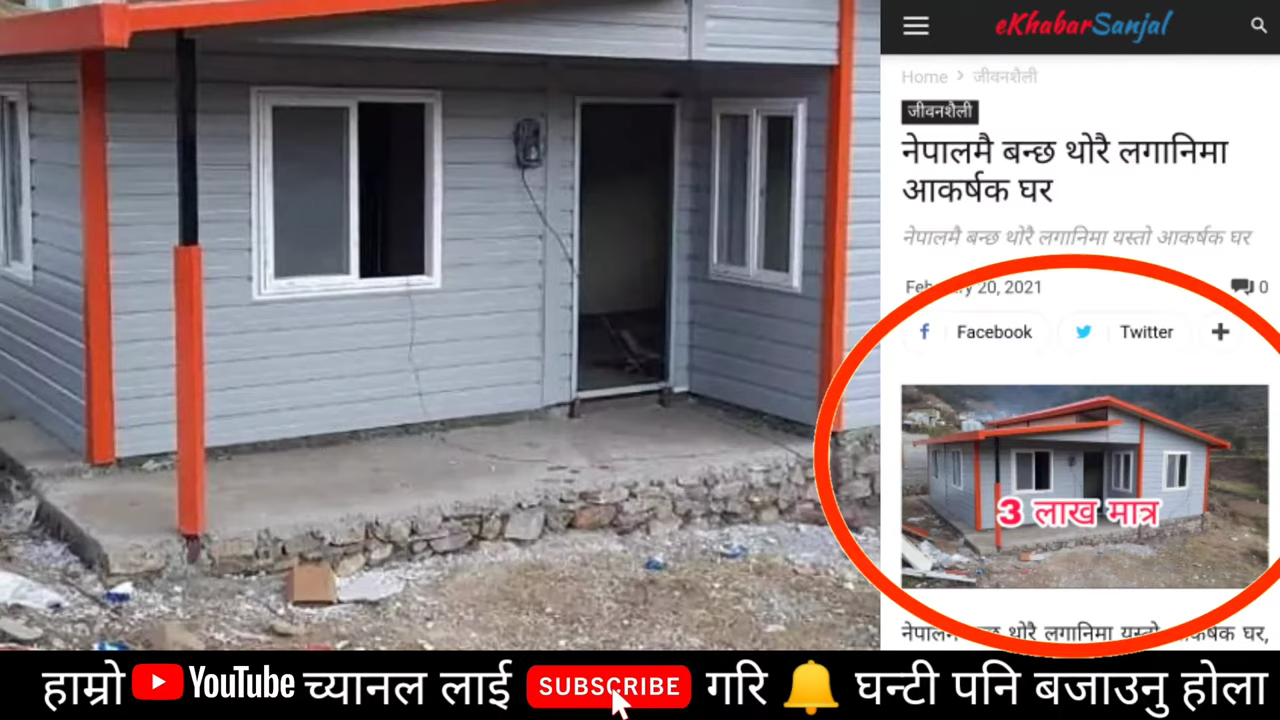 eKhabarSanjal
Home > जीवनशैली
जीवनशैली
नेपालमै बन्छ थोरै लगानिमा
आकर्षक घर
नेपालमै बन्छ थोरै लगानिमा यस्तो आकर्षक घर
20, 2021
0
Facebook
Twitter
3 लाख मात्र
थोरै लगानिमा यस्तो आकर्षक घर,
हाम्रो YouTube च्यानल लाई SUBSCRIBE गरि घन्टी पनि बजाउनु होला